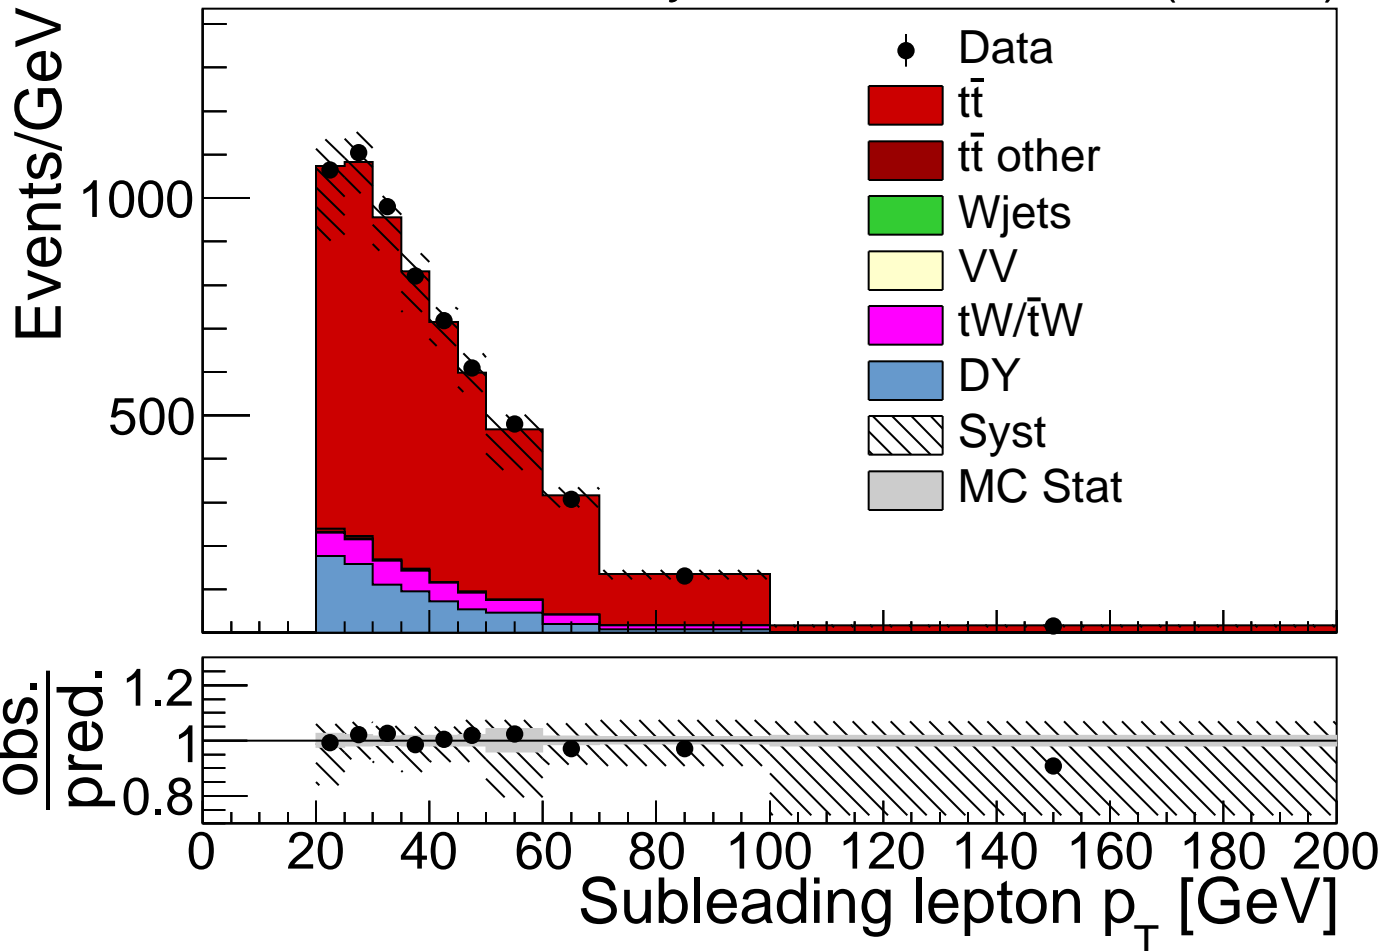 Events/GeV
1000
500
Data
tt̄
tt̄ other
Wjets
VV
tW/t̄W
DY
Syst
MC Stat
obs.
pred.
1.2
1
0.8
0 20 40 60 80 100 120 140 160 180 200
Subleading lepton p_T [GeV]